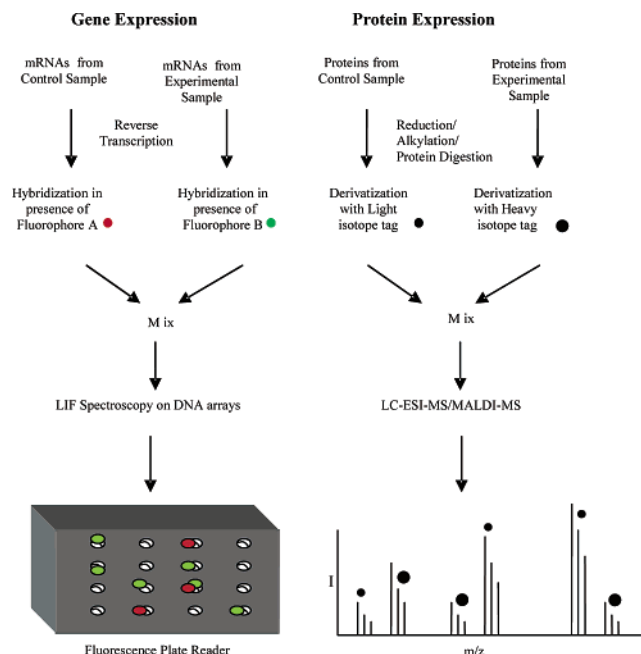 Gene Expression
mRNAs from
Control Sample
mRNAs from
Experimental
Sample
Reverse
Transcription
Hybridization in
presence of
Fluorophore A
Hybridization in
presence of
Fluorophore B
M ix
LIF Spectroscopy on DNA arrays
Fluorescence Plate Reader
Protein Expression
Proteins from
Control Sample
Proteins from
Experimental
Sample
Reduction/
Alkylation/
Protein Digestion
Derivatization
with Light
isotope tag
Derivatization
with Heavy
isotope tag
M ix
LC-ESI-MS/MALDI-MS
I
m/z